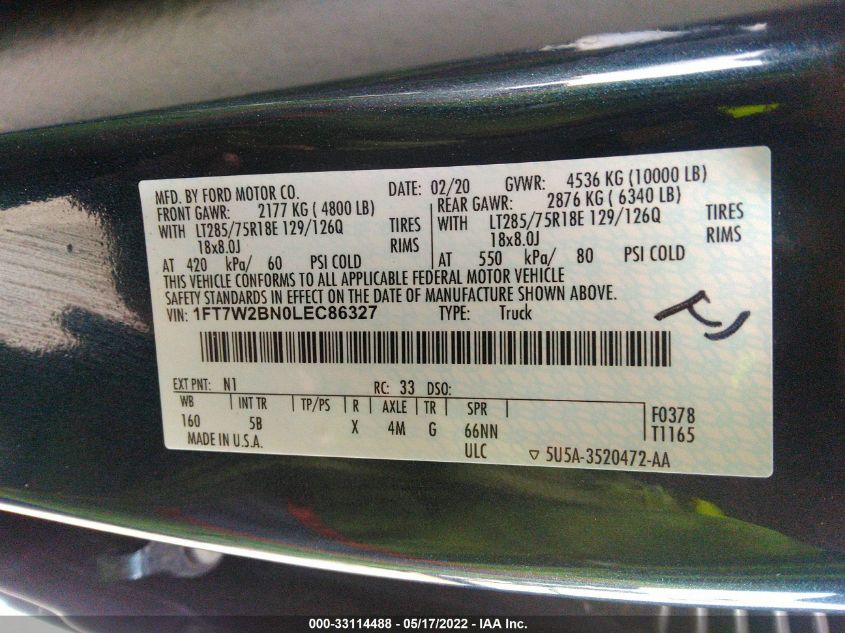 MFD. BY FORD MOTOR CO.
DATE: 02/20 GVWR: 4536 KG (10000 LB)
FRONT GAWR: 2177 KG ( 4800 LB)
WITH LT285/75R18E 129/126Q TIRES
18x8.0J RIMS
AT 420 kPa/ 60 PSI COLD
REAR GAWR: 2876 KG ( 6340 LB)
WITH LT285/75R18E 129/126Q TIRES
18x8.0J RIMS
AT 550 kPa/ 80 PSI COLD
THIS VEHICLE CONFORMS TO ALL APPLICABLE FEDERAL MOTOR VEHICLE
SAFETY STANDARDS IN EFFECT ON THE DATE OF MANUFACTURE SHOWN ABOVE.
VIN: 1FT7W2BN0LEC86327 TYPE: Truck
EXT PNT: N1 RC: 33 DSO:
WB INT TR TP/PS R AXLE TR SPR
160 5B X 4M G 66NN
F0378
T1165
MADE IN U.S.A. ULC ▽ 5U5A-3520472-AA
000-33114488 - 05/17/2022 - IAA Inc.